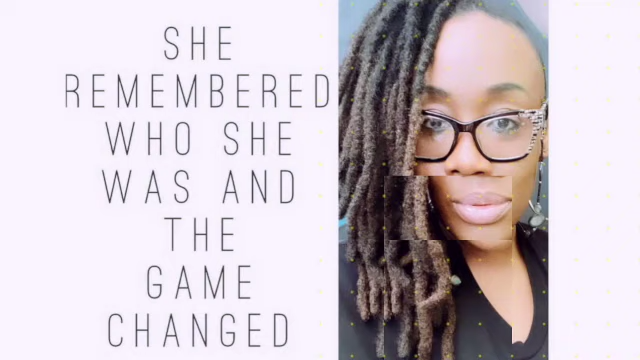 SHE
REMEMBERED
WHO SHE
WAS AND
THE
GAME
CHANGED